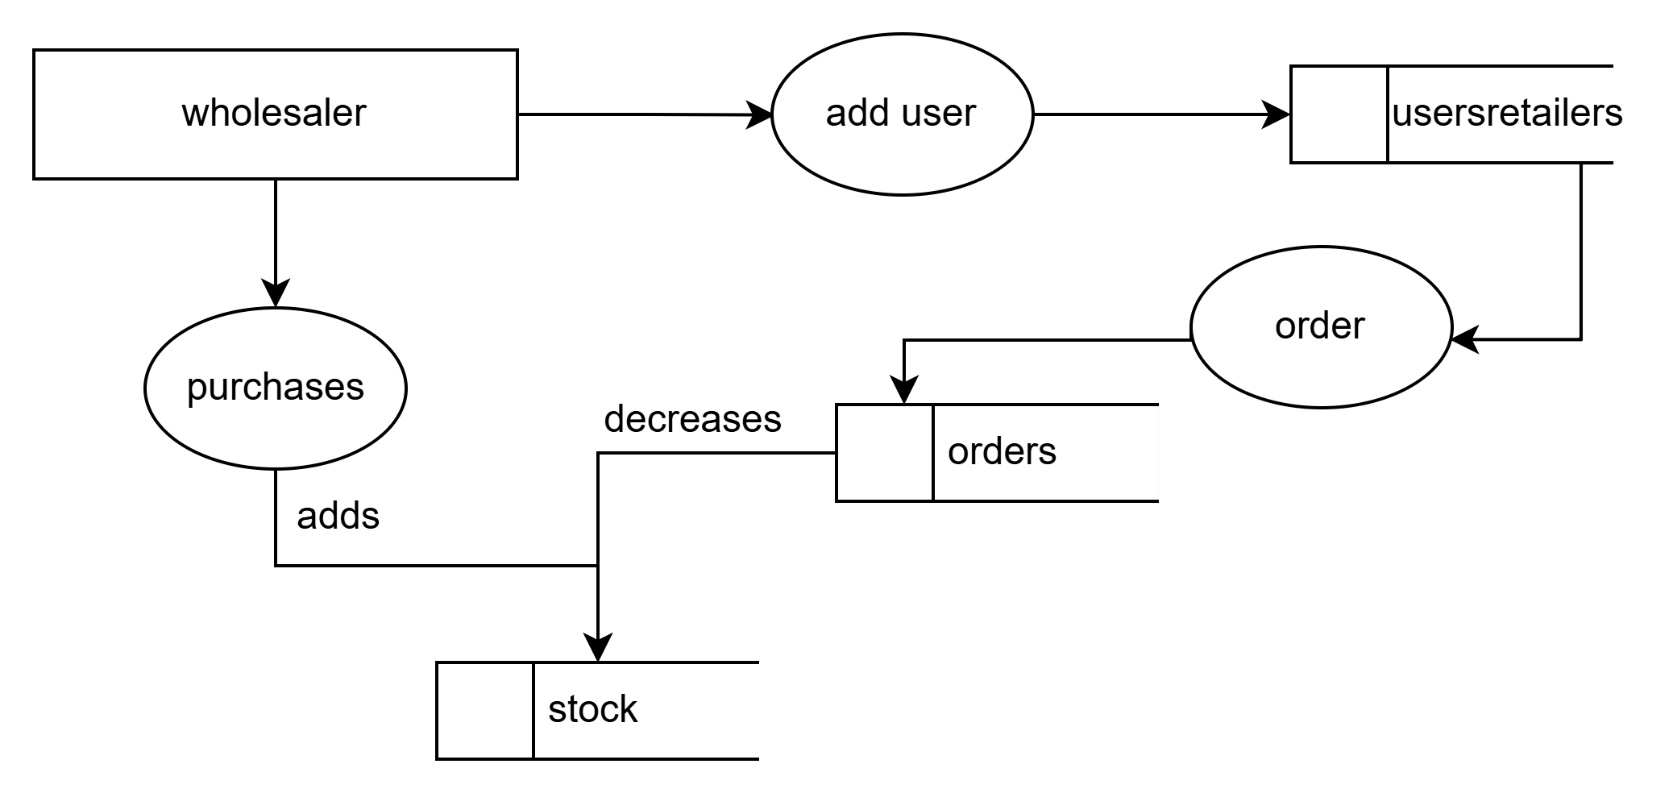 wholesaler
add user
usersretailers
order
purchases
decreases
orders
adds
stock